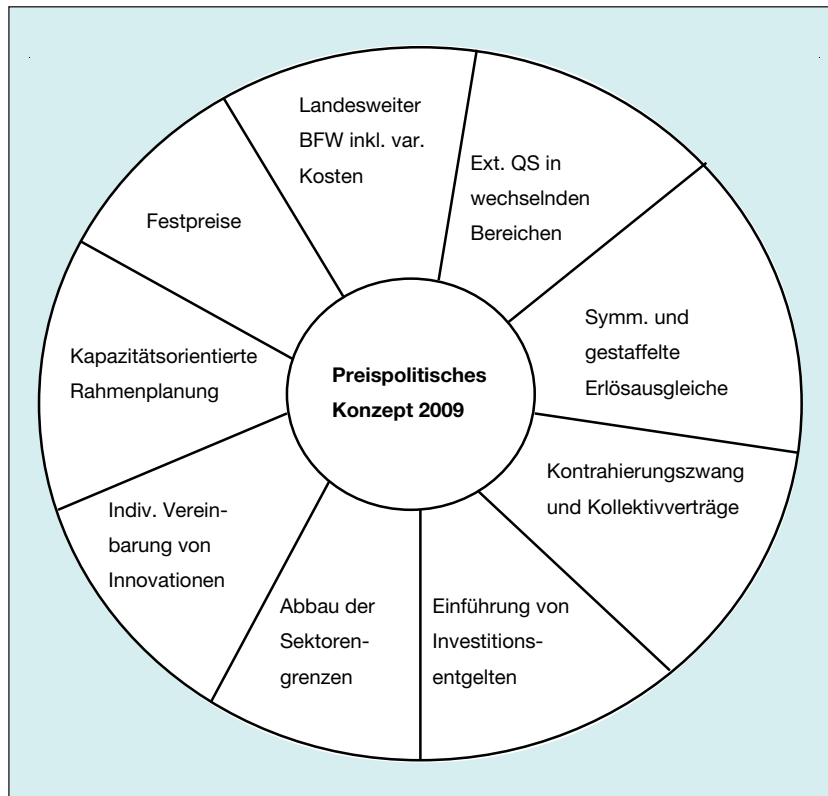 Landesweiter
BFW inkl. var.
Kosten
Ext. QS in
wechselnden
Bereichen
Symm. und
gestaffelte
Erlösausgleiche
Kontrahierungszwang
und Kollektivverträge
Einführung von
Investitions-
entgelten
Abbau der
Sektoren-
grenzen
Indiv. Verein-
barung von
Innovationen
Kapazitätsorientierte
Rahmenplanung
Festpreise
Preispolitisches
Konzept 2009